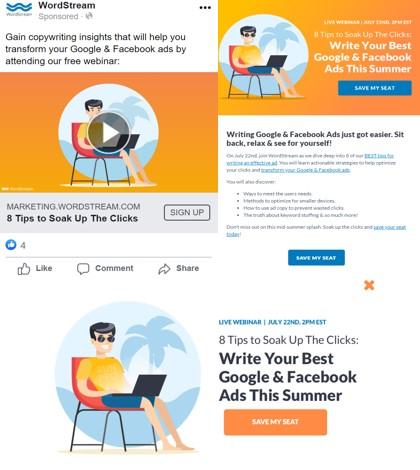 WordStream
Sponsored ·
Gain copywriting insights that will help you
transform your Google & Facebook ads by
attending our free webinar:
WordStream
MARKETING.WORDSTREAM.COM
8 Tips to Soak Up The Clicks
SIGN UP
4
Like
Comment
Share
LIVE WEBINAR | JULY 22ND, 2PM EST
8 Tips to Soak Up The Clicks:
Write Your Best
Google & Facebook
Ads This Summer
SAVE MY SEAT
Writing Google & Facebook Ads just got easier. Sit
back, relax & see for yourself!
On July 22nd, join WordStream as we dive deep into 8 of our BEST tips for
writing an effective ad. You will learn actionable strategies to help optimize
your clicks and transform your Google & Facebook ads.
You will also discover:
Ways to meet the users needs.
Methods to optimize for smaller devices.
How to use ad copy to prevent wasted clicks.
The truth about keyword stuffing & so much more!
Don't miss out on this mid-summer splash. Soak up the clicks and save your seat
today!
SAVE MY SEAT
LIVE WEBINAR | JULY 22ND, 2PM EST
8 Tips to Soak Up The Clicks:
Write Your Best
Google & Facebook
Ads This Summer
SAVE MY SEAT